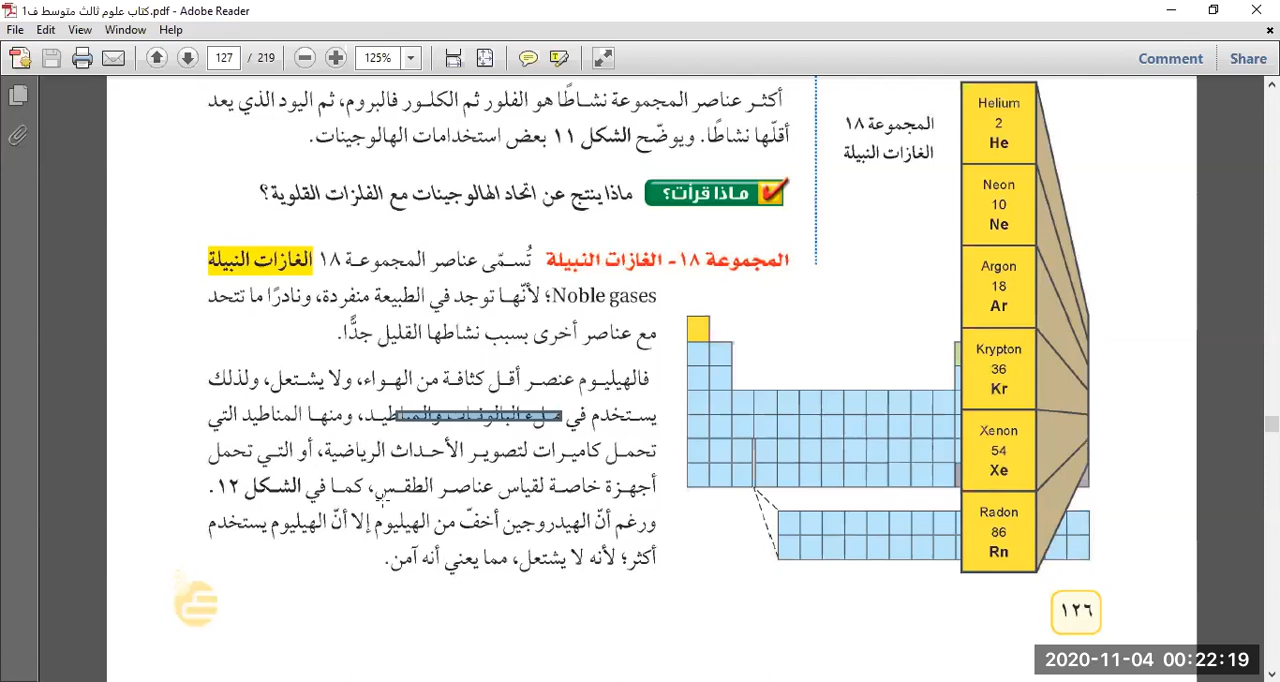 كتاب علوم ثالث متوسط ف1.pdf - Adobe Reader
File Edit View Window Help
127 / 219 125% Comment Share
أكثر عناصر المجموعة نشاطًا هو الفلور ثم الكلور فالبروم، ثم اليود الذي يعد
أقلّها نشاطًا. ويوضّح الشكل ١١ بعض استخدامات الهالوجينات.
ماذا قرأت؟ ماذا ينتج عن اتحاد الهالوجينات مع الفلزات القلوية؟
المجموعة ١٨- الغازات النبيلة تُسمّى عناصر المجموعة ١٨ الغازات النبيلة
Noble gases؛ لأنّها توجد في الطبيعة منفردة، ونادرًا ما تتحد
مع عناصر أخرى بسبب نشاطها القليل جدًّا.
فالهيليوم عنصر أقل كثافة من الهواء، ولا يشتعل، ولذلك
يستخدم في ملء البالونات والمناطيد، ومنها المناطيد التي
تحمل كاميرات لتصوير الأحداث الرياضية، أو التي تحمل
أجهزة خاصة لقياس عناصر الطقس، كما في الشكل ١٢.
ورغم أنّ الهيدروجين أخفّ من الهيليوم إلا أنّ الهيليوم يستخدم
أكثر؛ لأنه لا يشتعل، مما يعني أنه آمن.
المجموعة ١٨
الغازات النبيلة
Helium
2
He
Neon
10
Ne
Argon
18
Ar
Krypton
36
Kr
Xenon
54
Xe
Radon
86
Rn
١٢٦
2020-11-04 00:22:19